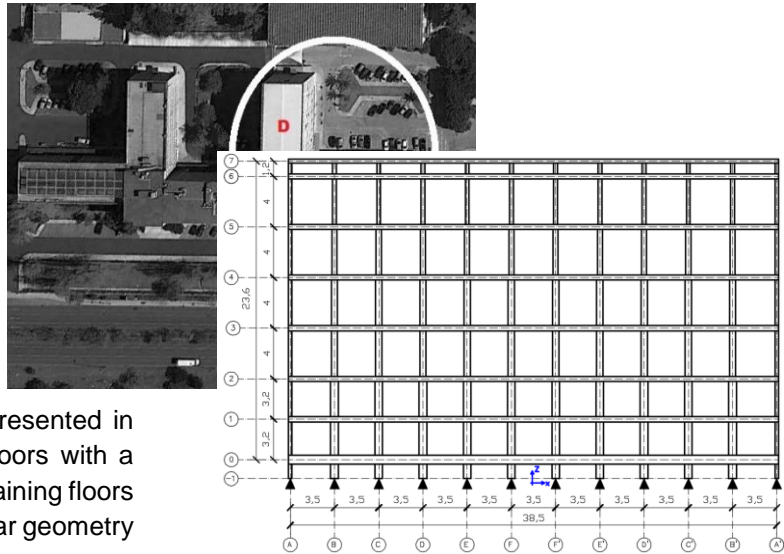 D
7
1,2
6
4
5
4
4
23,6
4
3
4
2
3,2
1
3,2
0
Z
x
-1
3,5 3,5 3,5 3,5 3,5 3,5 3,5 3,5 3,5 3,5 3,5
38,5
A B C D E F F' E' D' C' B' A'
resented in
oors with a
aining floors
ar geometry